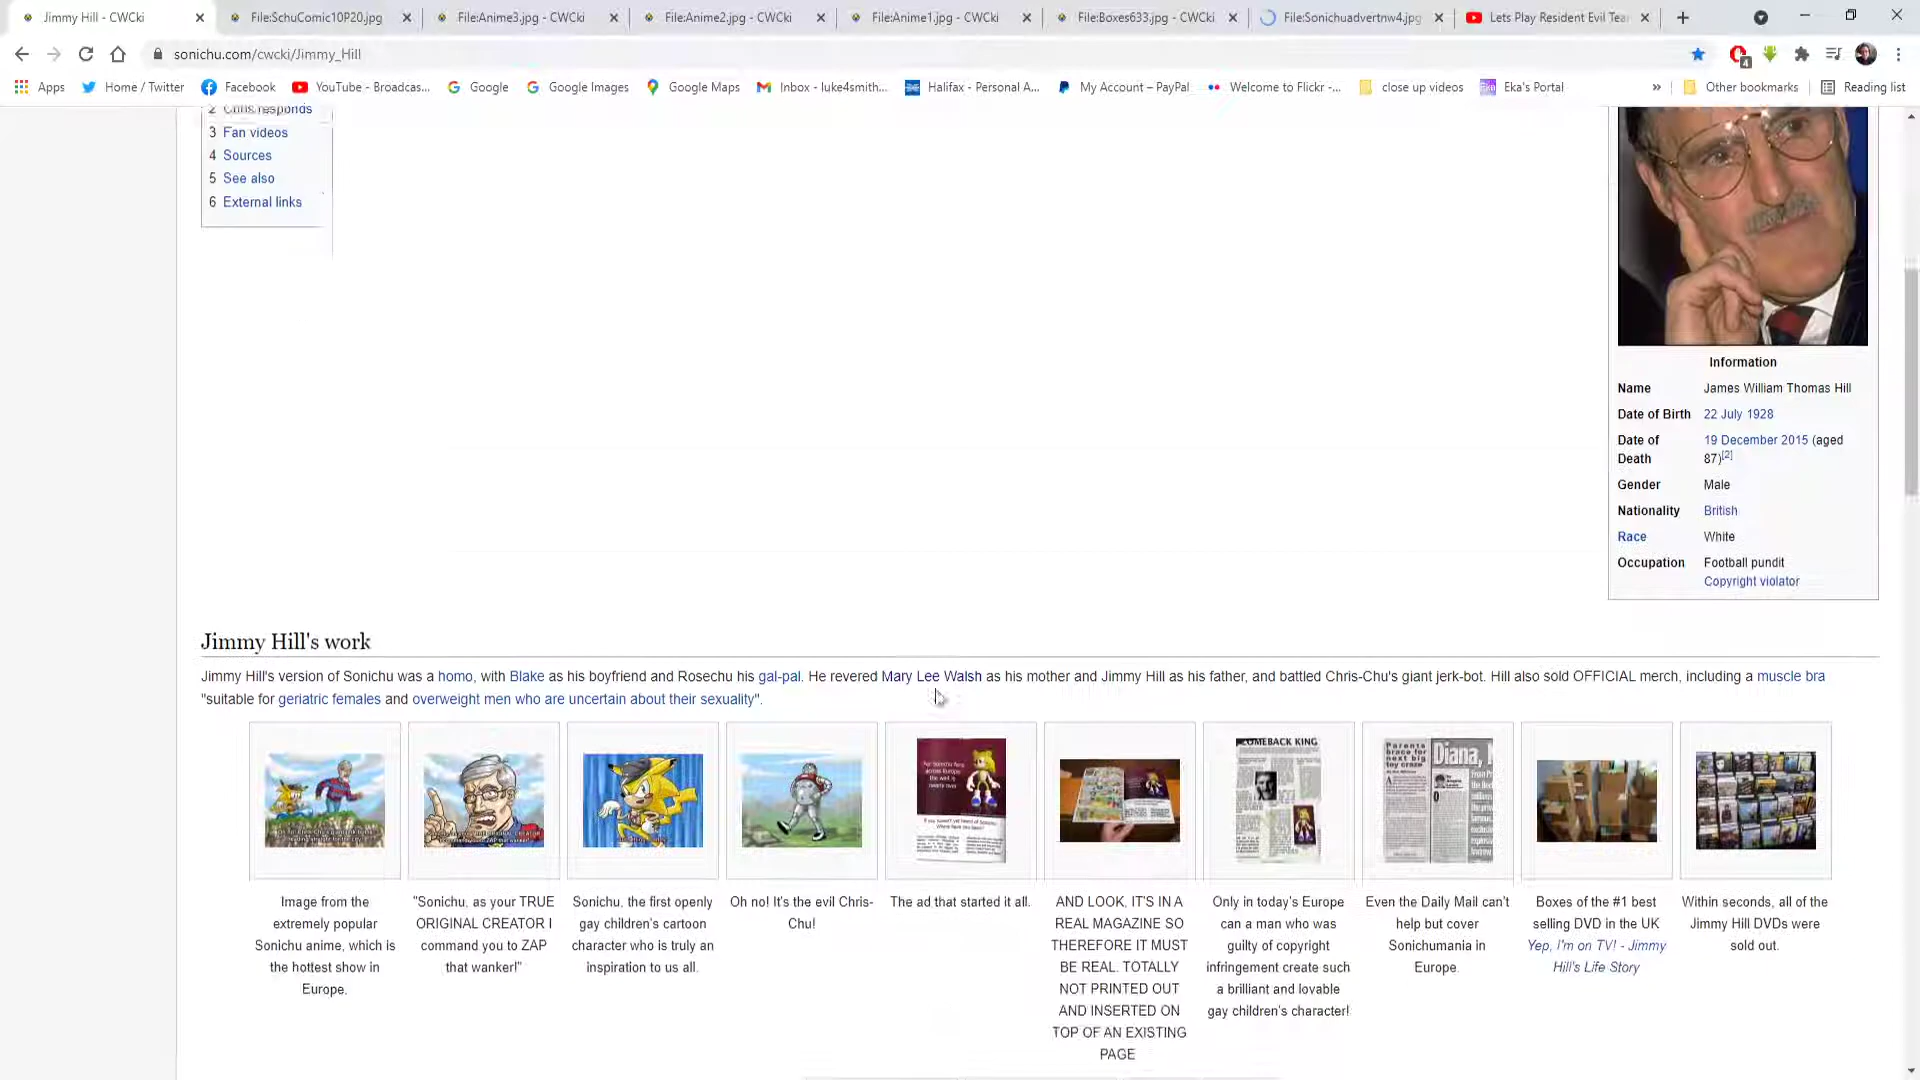 Jimmy Hill - CWCki
File:SchuComic10P20.jpg
File:Anime3.jpg - CWCki
File:Anime2.jpg - CWCki
File:Anime1.jpg - CWCki
File:Boxes633.jpg - CWCki
File:Sonichuadvertnw4.jpg
Lets Play Resident Evil Tea
sonichu.com/cwcki/Jimmy_Hill
4
Apps
Home / Twitter
Facebook
YouTube - Broadcas...
Google
Google Images
Google Maps
Inbox - luke4smith...
Halifax - Personal A...
My Account – PayPal
Welcome to Flickr -...
close up videos
Eka's Portal
»
Other bookmarks
Reading list
2 Chris responds
3 Fan videos
4 Sources
5 See also
6 External links
Information
Name James William Thomas Hill
Date of Birth 22 July 1928
Date of Death 19 December 2015 (aged 87)[2]
Gender Male
Nationality British
Race White
Occupation Football pundit
Copyright violator
Jimmy Hill's work
Jimmy Hill's version of Sonichu was a homo, with Blake as his boyfriend and Rosechu his gal-pal. He revered Mary Lee Walsh as his mother and Jimmy Hill as his father, and battled Chris-Chu's giant jerk-bot. Hill also sold OFFICIAL merch, including a muscle bra
"suitable for geriatric females and overweight men who are uncertain about their sexuality".
COMEBACK KING
Parents
brace for
next big
toy craze
Diana,
Image from the
extremely popular
Sonichu anime, which is
the hottest show in
Europe.
"Sonichu, as your TRUE
ORIGINAL CREATOR I
command you to ZAP
that wanker!"
Sonichu, the first openly
gay children's cartoon
character who is truly an
inspiration to us all.
Oh no! It's the evil Chris-
Chu!
The ad that started it all.
AND LOOK, IT'S IN A
REAL MAGAZINE SO
THEREFORE IT MUST
BE REAL. TOTALLY
NOT PRINTED OUT
AND INSERTED ON
TOP OF AN EXISTING
PAGE
Only in today's Europe
can a man who was
guilty of copyright
infringement create such
a brilliant and lovable
gay children's character!
Even the Daily Mail can't
help but cover
Sonichumania in
Europe.
Boxes of the #1 best
selling DVD in the UK
Yep, I'm on TV! - Jimmy
Hill's Life Story
Within seconds, all of the
Jimmy Hill DVDs were
sold out.